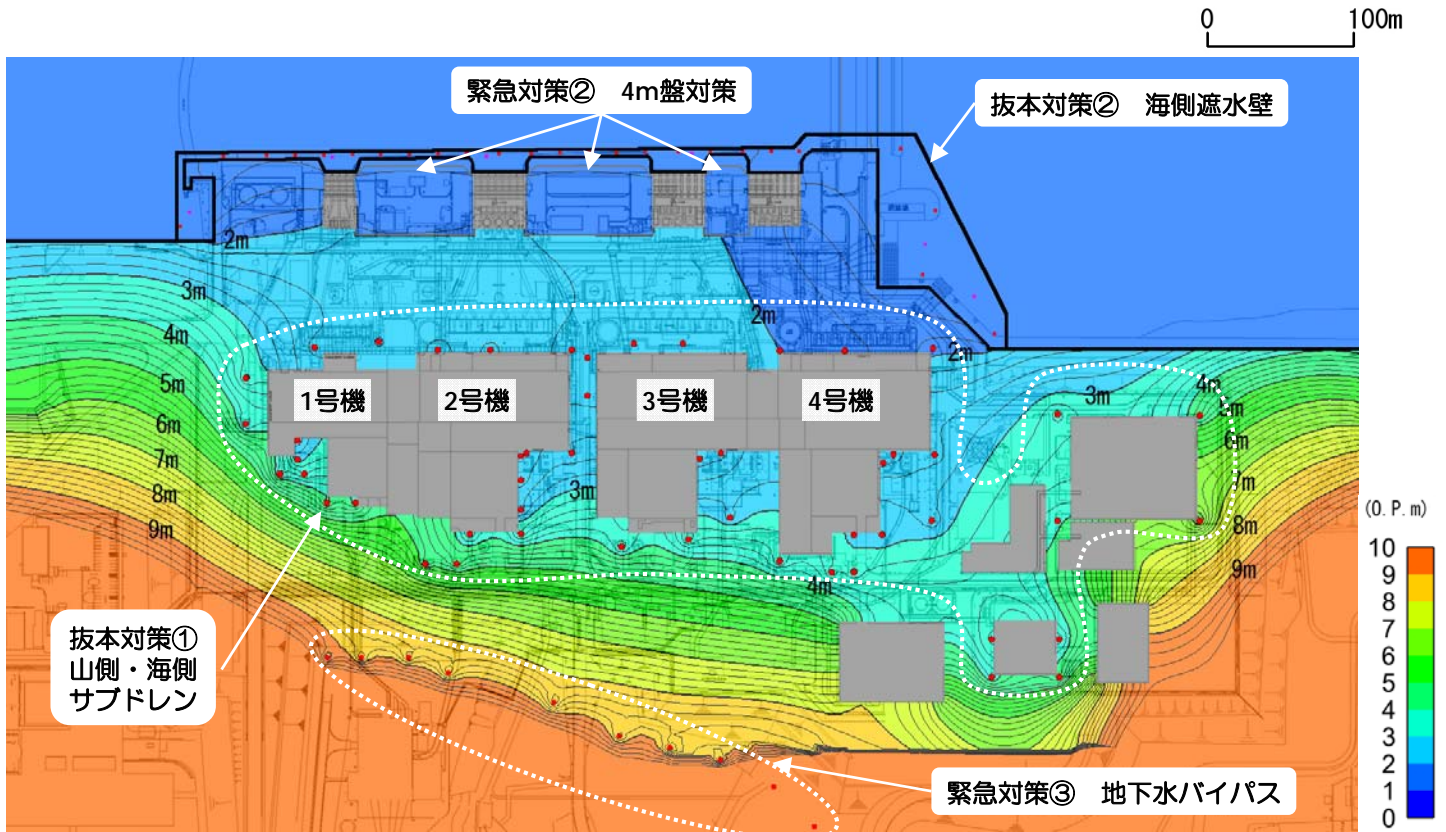 0 100m
緊急対策② 4m盤対策
抜本対策② 海側遮水壁
2m
3m
4m
5m
6m
7m
8m
9m
2m
2m
1号機
2号機
3号機
4号機
3m
3m
4m
5m
6m
7m
8m
9m
4m
抜本対策①
山側・海側
サブドレン
緊急対策③ 地下水バイパス
(O.P.m)
10
9
8
7
6
5
4
3
2
1
0